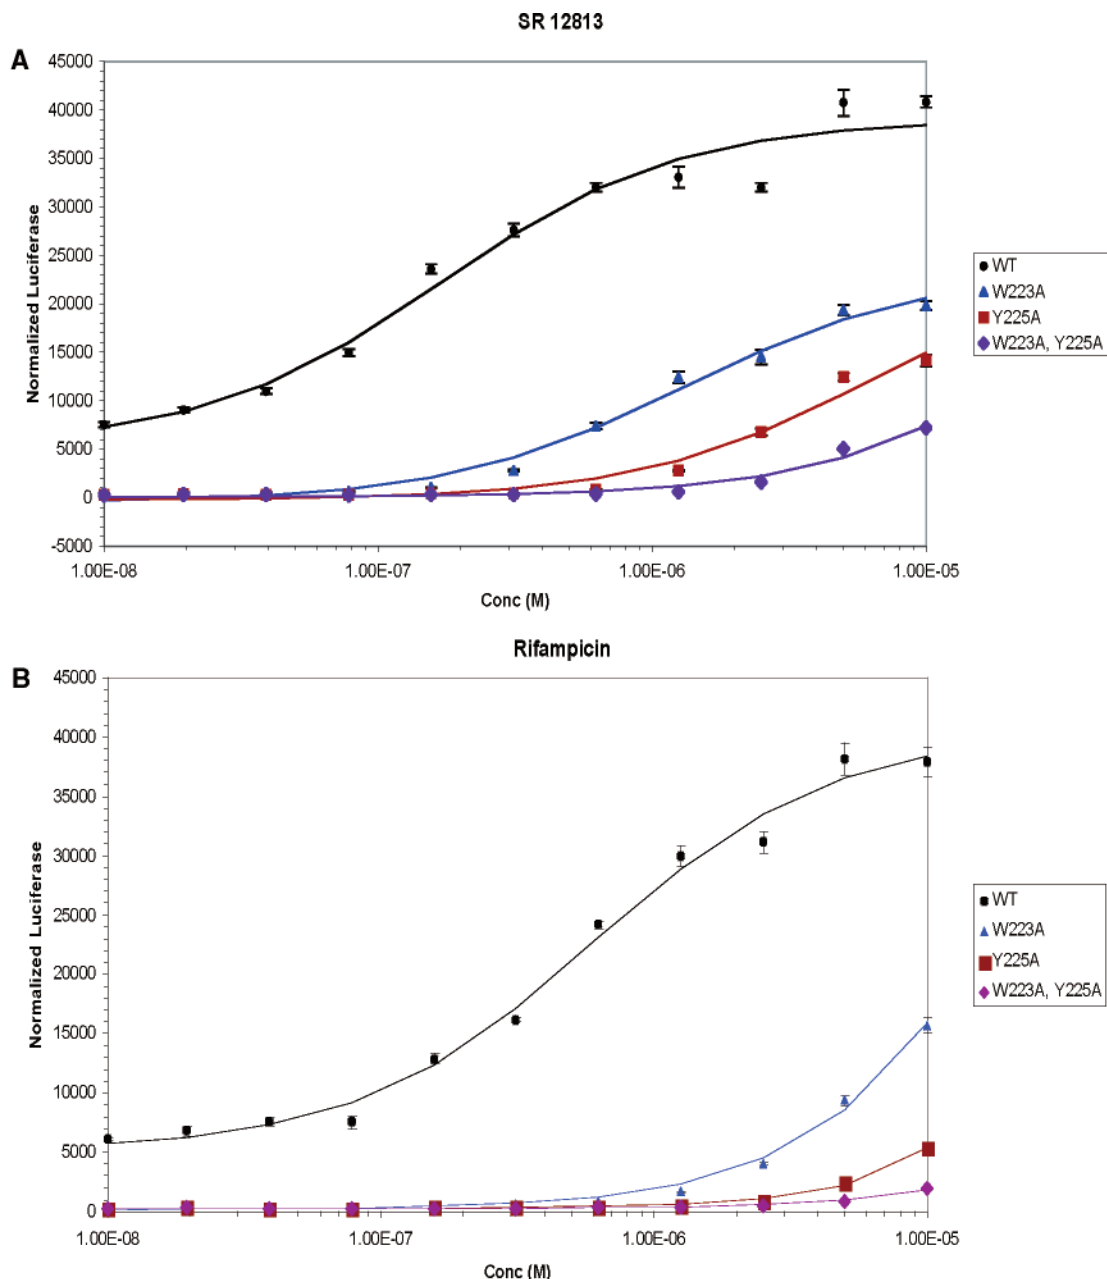 SR 12813
A
45000
40000
35000
30000
25000
20000
15000
10000
5000
0
-5000
Normalized Luciferase
1.00E-08
1.00E-07
1.00E-06
1.00E-05
Conc (M)
WT
W223A
Y225A
W223A, Y225A
Rifampicin
B
45000
40000
35000
30000
25000
20000
15000
10000
5000
0
Normalized Luciferase
1.00E-08
1.00E-07
1.00E-06
1.00E-05
Conc (M)
WT
W223A
Y225A
W223A, Y225A